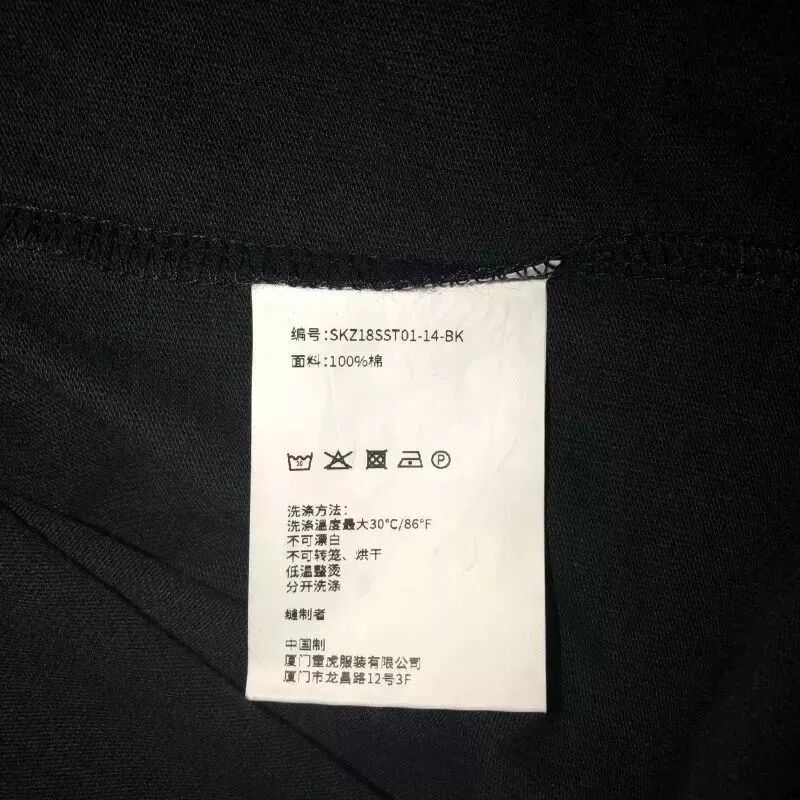 编号:SKZ18SST01-14-BK
面料:100%棉
30
P
洗涤方法:
洗涤温度最大30°C/86°F
不可漂白
不可转笼、烘干
低温整烫
分开洗涤
缝制者
中国制
厦门童虎服装有限公司
厦门市龙昌路12号3F